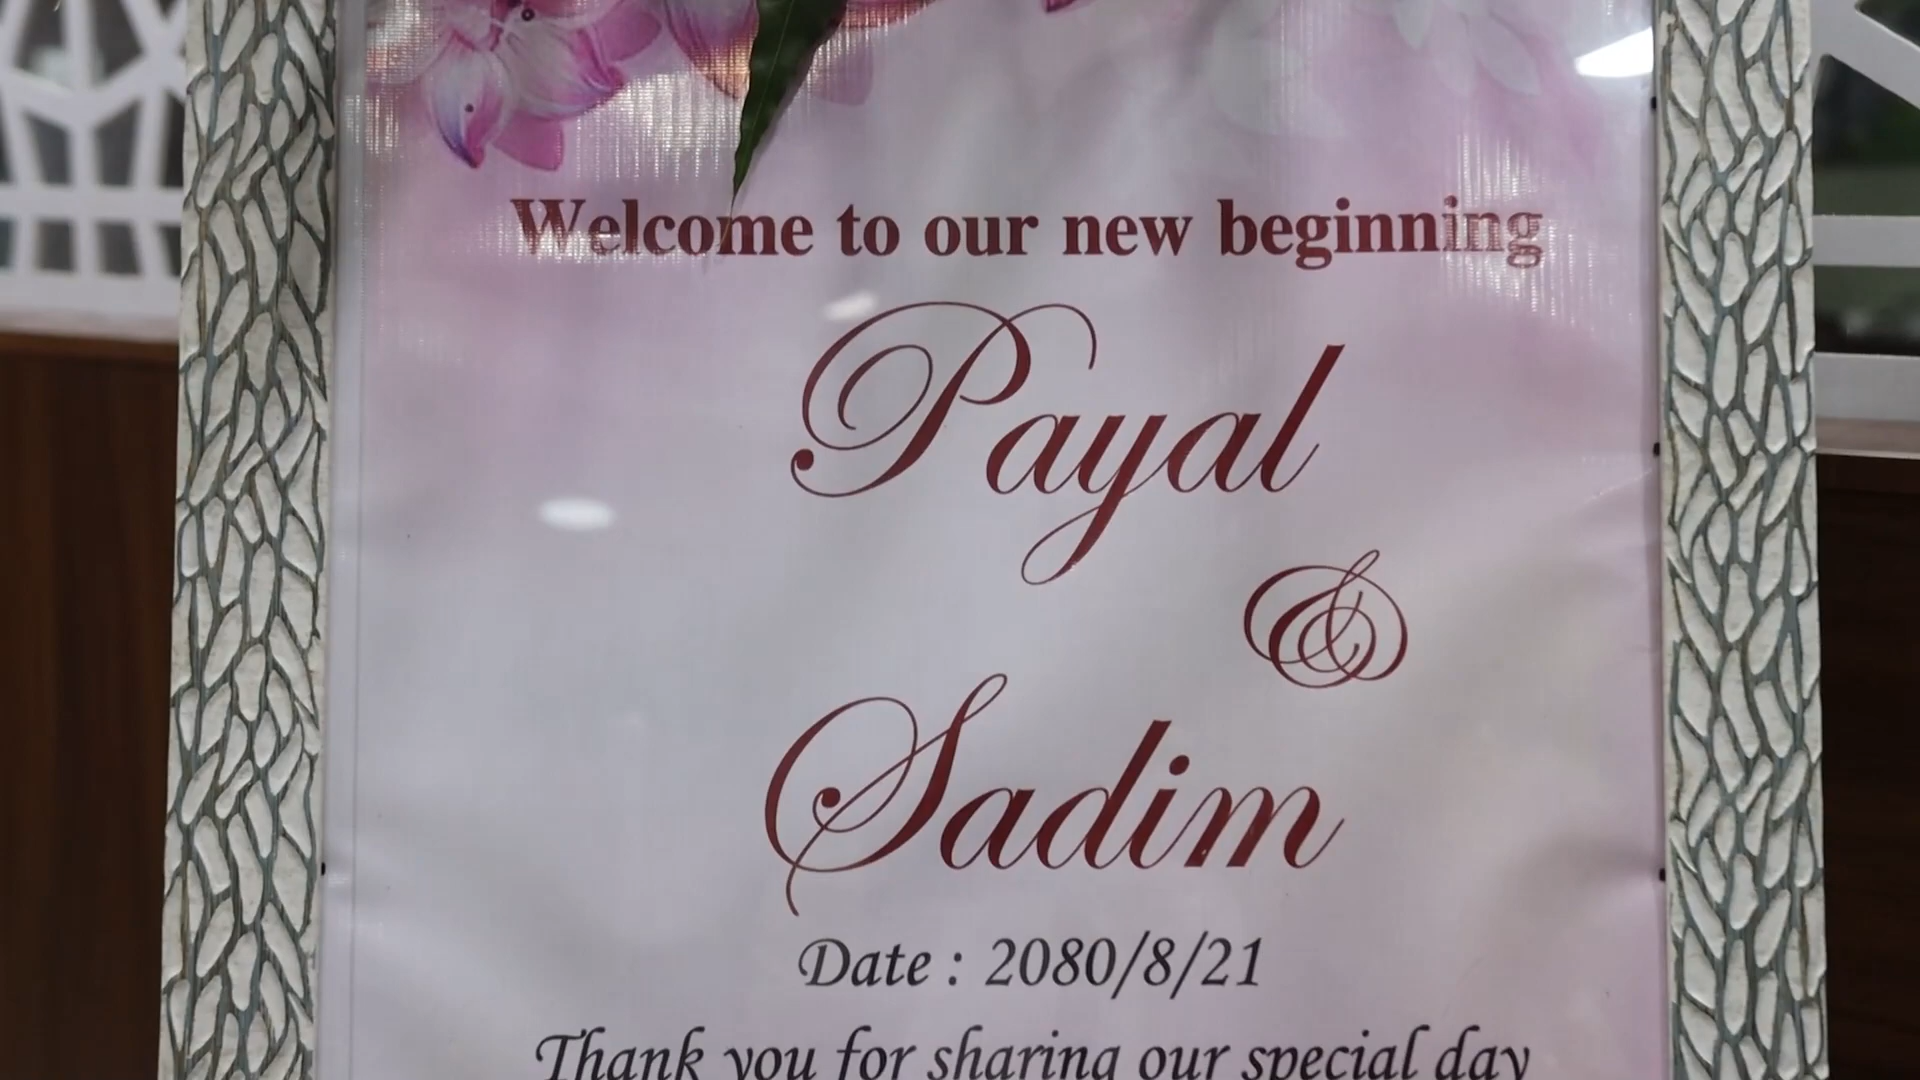 Welcome to our new beginning
Payal
&
Sadim
Date : 2080/8/21
Thank you for sharing our special day